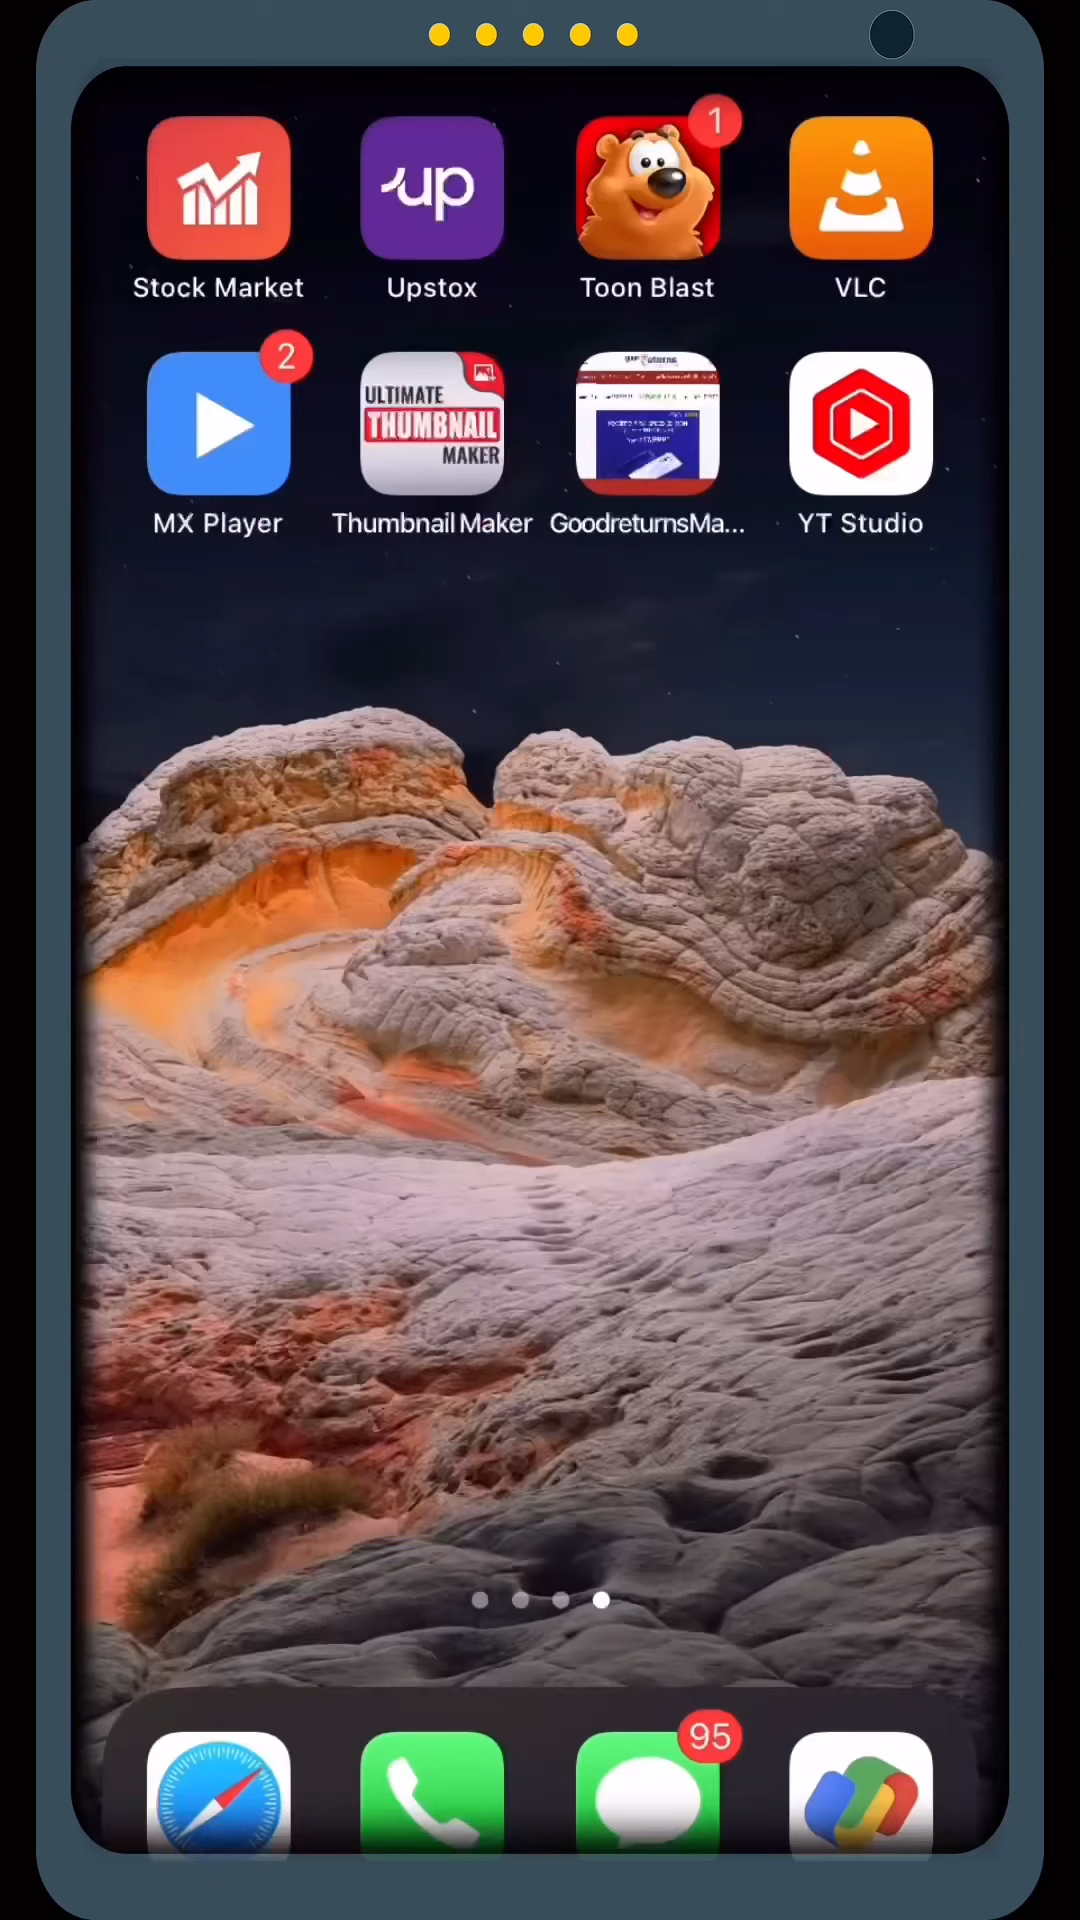 1
up
Stock Market
Upstox
Toon Blast
VLC
2
ULTIMATE
THUMBNAIL
MAKER
MX Player
Thumbnail Maker
GoodreturnsMa...
YT Studio
95